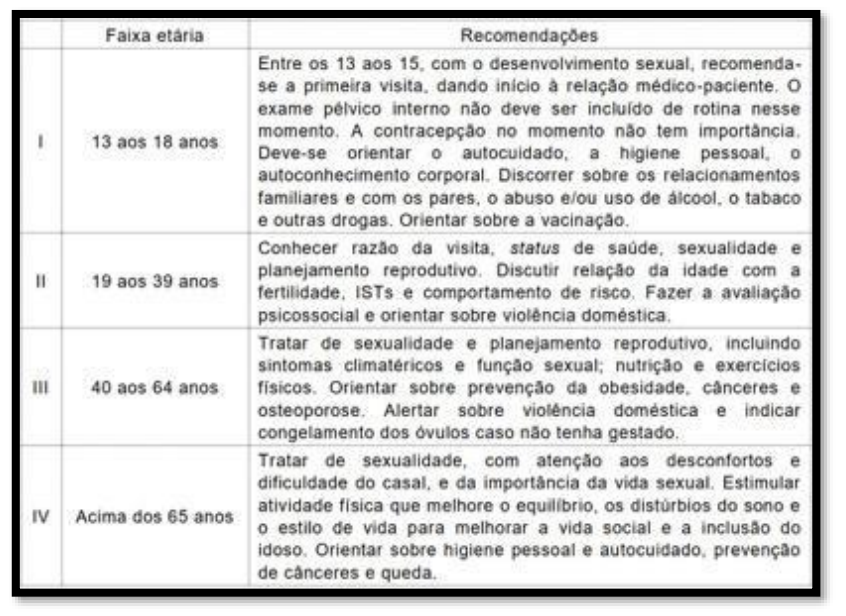 Faixa etária Recomendações
I 13 aos 18 anos
Entre os 13 aos 15, com o desenvolvimento sexual, recomenda-
se a primeira visita, dando início à relação médico-paciente. O
exame pélvico interno não deve ser incluído de rotina nesse
momento. A contracepção no momento não tem importância.
Deve-se orientar o autocuidado, a higiene pessoal, o
autoconhecimento corporal. Discorrer sobre os relacionamentos
familiares e com os pares, o abuso e/ou uso de álcool, o tabaco
e outras drogas. Orientar sobre a vacinação.
II 19 aos 39 anos
Conhecer razão da visita, status de saúde, sexualidade e
planejamento reprodutivo. Discutir relação da idade com a
fertilidade, ISTs e comportamento de risco. Fazer a avaliação
psicossocial e orientar sobre violência doméstica.
III 40 aos 64 anos
Tratar de sexualidade e planejamento reprodutivo, incluindo
sintomas climatéricos e função sexual; nutrição e exercícios
físicos. Orientar sobre prevenção da obesidade, cânceres e
osteoporose. Alertar sobre violência doméstica e indicar
congelamento dos óvulos caso não tenha gestado.
IV Acima dos 65 anos
Tratar de sexualidade, com atenção aos desconfortos e
dificuldade do casal, e da importância da vida sexual. Estimular
atividade física que melhore o equilíbrio, os distúrbios do sono e
o estilo de vida para melhorar a vida social e a inclusão do
idoso. Orientar sobre higiene pessoal e autocuidado, prevenção
de cânceres e queda.